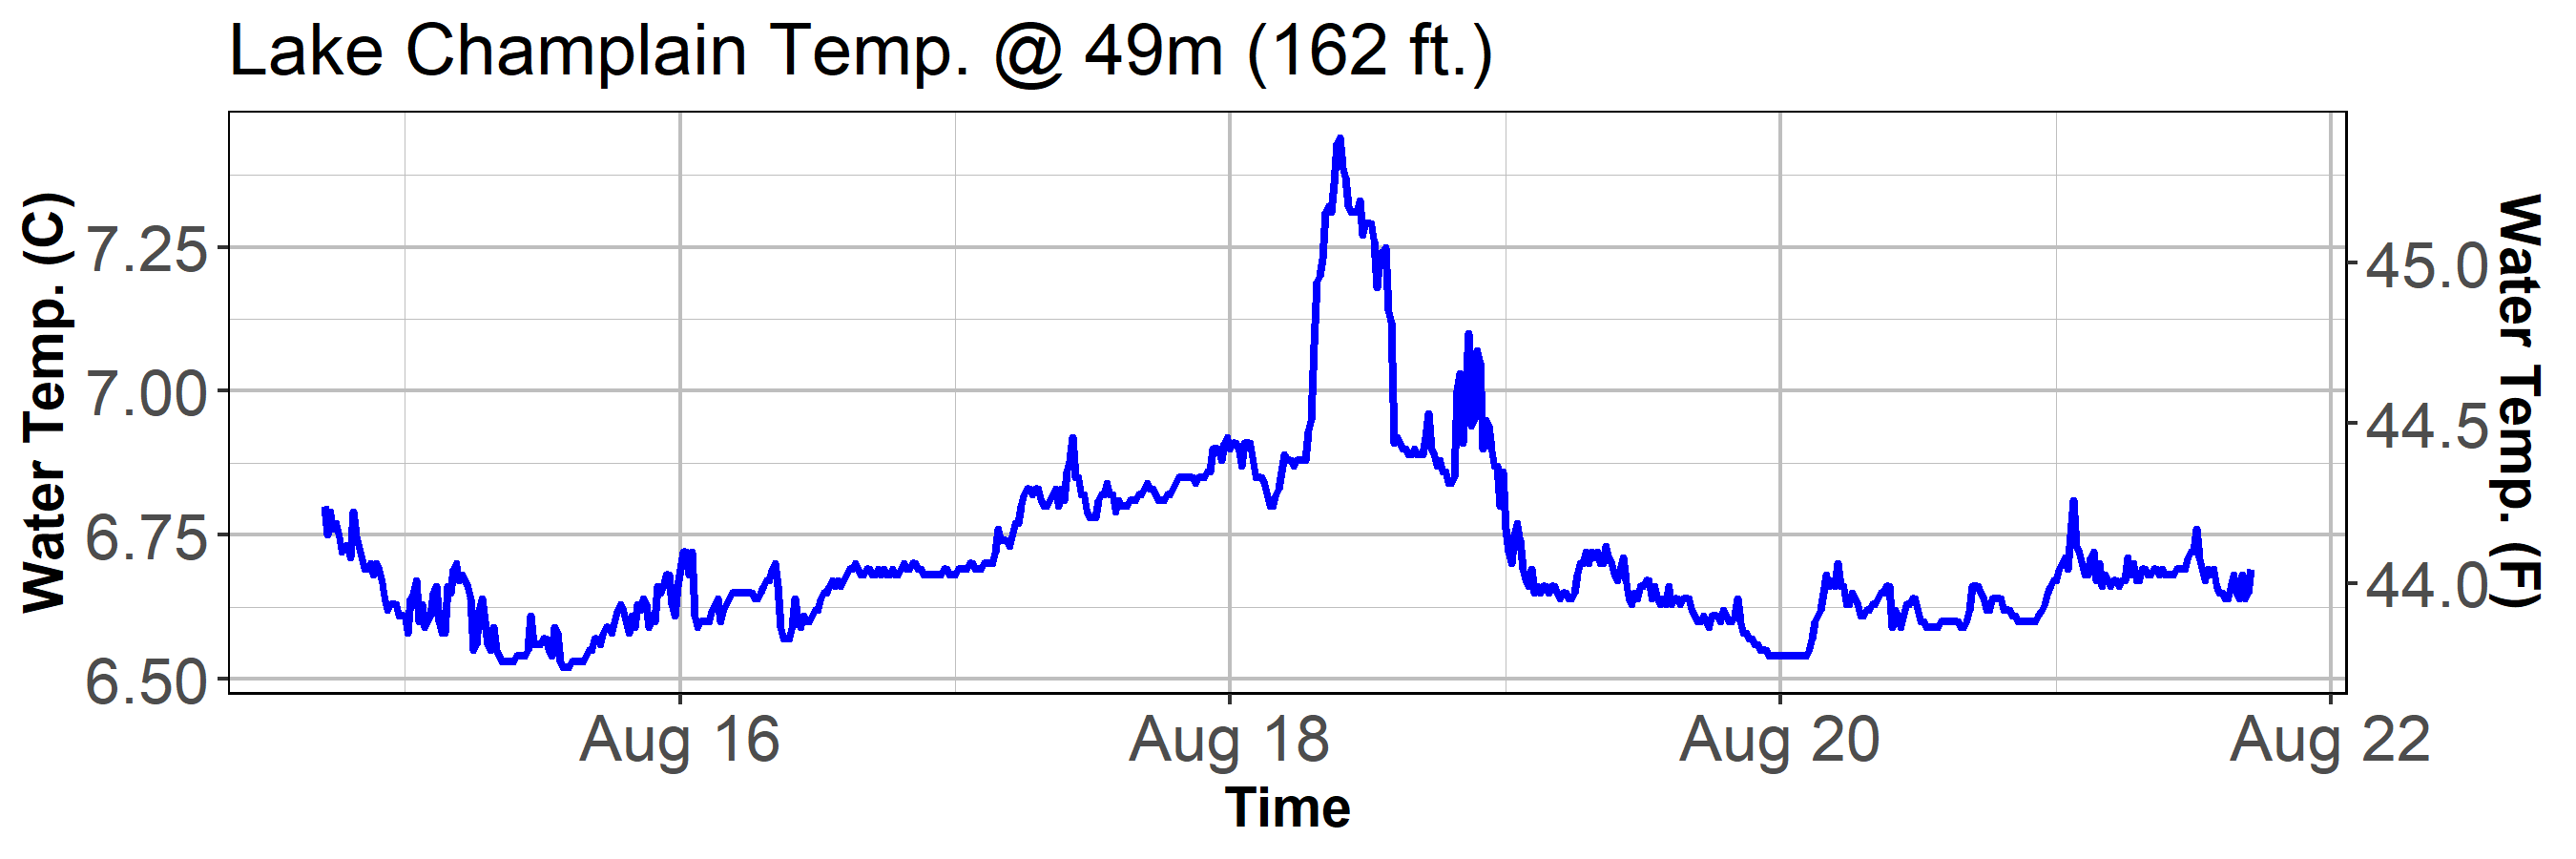 Lake Champlain Temp. @ 49m (162 ft.)
Water Temp. (C)
7.25
7.00
6.75
6.50
45.0
44.5
44.0
Water Temp. (F)
Aug 16
Aug 18
Aug 20
Aug 22
Time